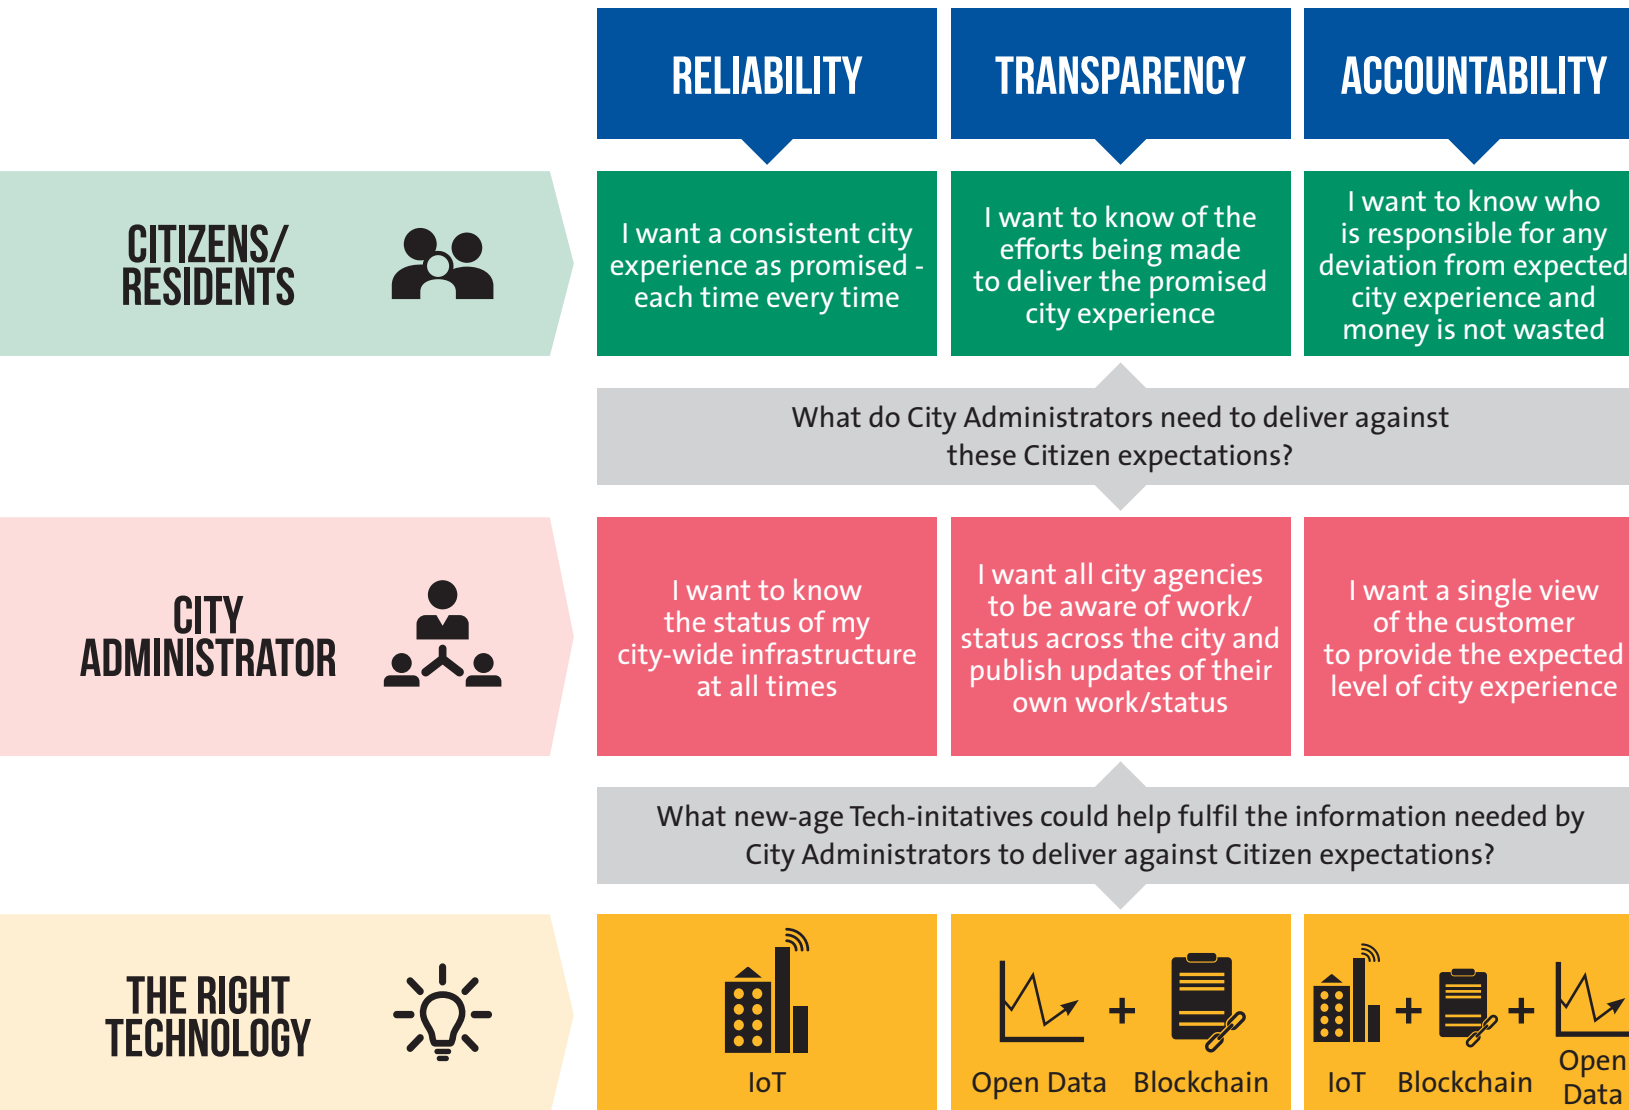 RELIABILITY
TRANSPARENCY
ACCOUNTABILITY
CITIZENS/
RESIDENTS
I want a consistent city
experience as promised -
each time every time
I want to know of the
efforts being made
to deliver the promised
city experience
I want to know who
is responsible for any
deviation from expected
city experience and
money is not wasted
What do City Administrators need to deliver against
these Citizen expectations?
CITY
ADMINISTRATOR
I want to know
the status of my
city-wide infrastructure
at all times
I want all city agencies
to be aware of work/
status across the city and
publish updates of their
own work/status
I want a single view
of the customer
to provide the expected
level of city experience
What new-age Tech-initatives could help fulfil the information needed by
City Administrators to deliver against Citizen expectations?
THE RIGHT
TECHNOLOGY
IoT
+
Open Data
Blockchain
+
+
IoT
Blockchain
Open
Data